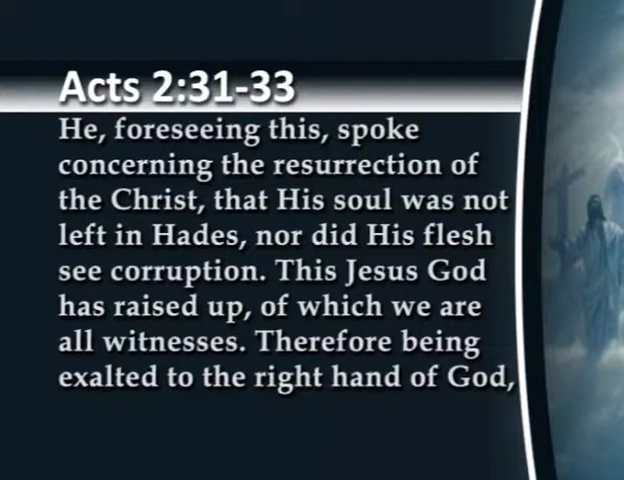 Acts 2:31-33
He, foreseeing this, spoke
concerning the resurrection of
the Christ, that His soul was not
left in Hades, nor did His flesh
see corruption. This Jesus God
has raised up, of which we are
all witnesses. Therefore being
exalted to the right hand of God,